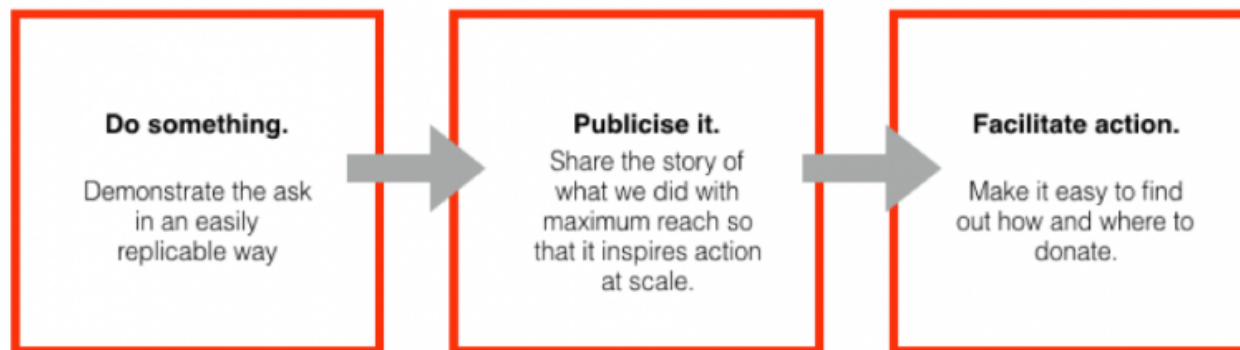 Do something.
Demonstrate the ask
in an easily
replicable way
Publicise it.
Share the story of
what we did with
maximum reach so
that it inspires action
at scale.
Facilitate action.
Make it easy to find
out how and where to
donate.